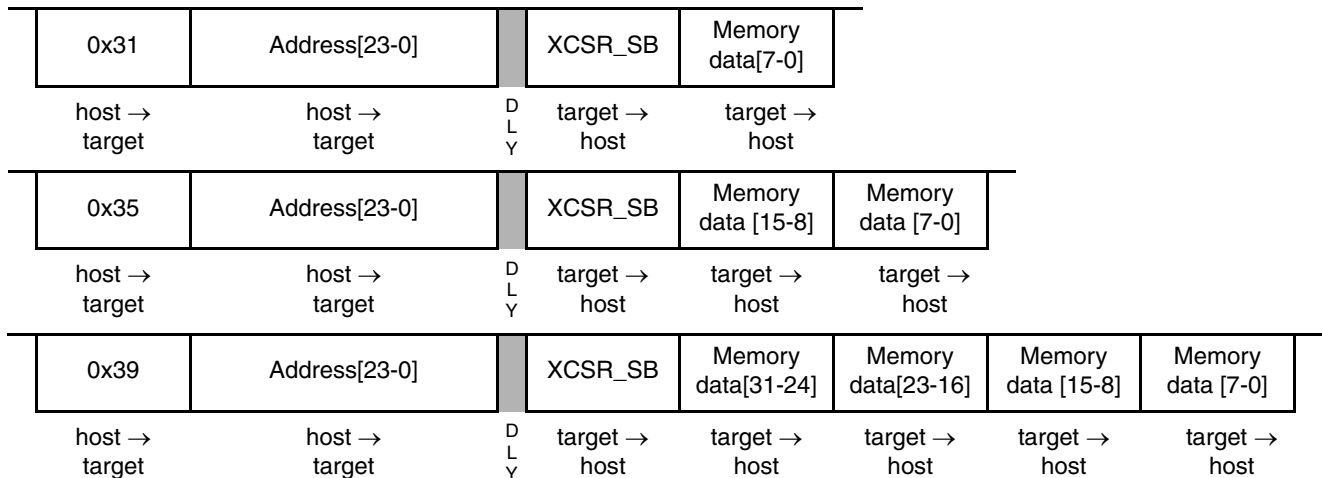 0x31 Address[23-0] XCSR_SB Memory data[7-0]
host → target host → target D L Y target → host target → host
0x35 Address[23-0] XCSR_SB Memory data [15-8] Memory data [7-0]
host → target host → target D L Y target → host target → host target → host
0x39 Address[23-0] XCSR_SB Memory data[31-24] Memory data[23-16] Memory data [15-8] Memory data [7-0]
host → target host → target D L Y target → host target → host target → host target → host target → host